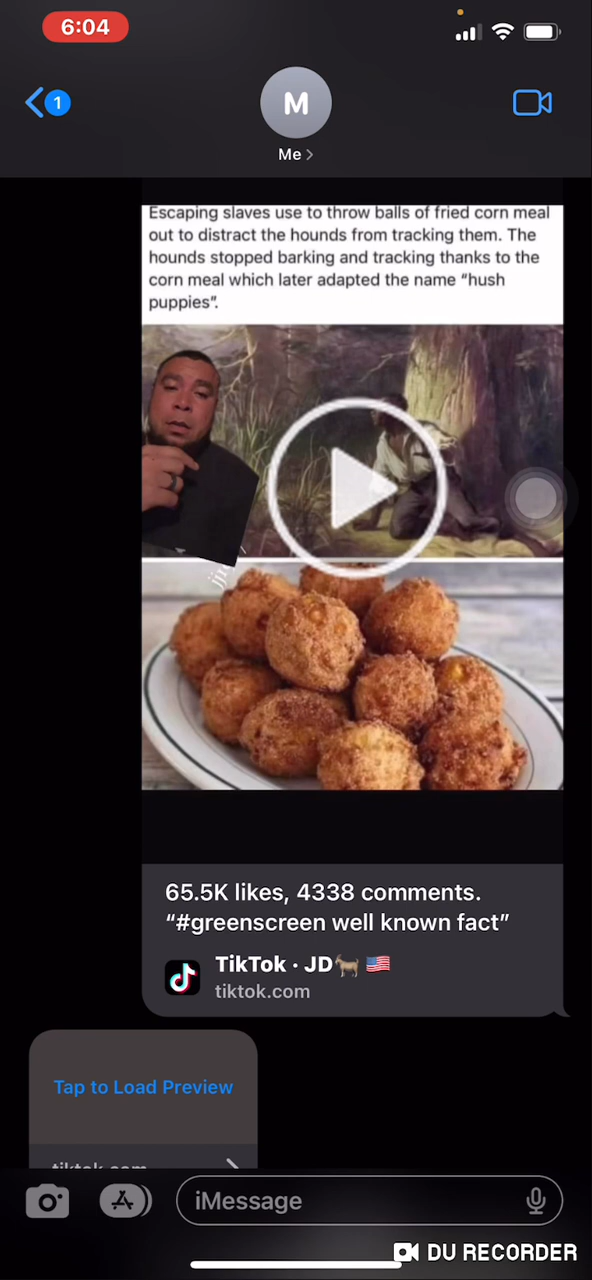 6:04
1
M
Me >
Escaping slaves use to throw balls of fried corn meal
out to distract the hounds from tracking them. The
hounds stopped barking and tracking thanks to the
corn meal which later adapted the name “hush
puppies”.
65.5K likes, 4338 comments.
“#greenscreen well known fact”
TikTok · JD🐐 🇺🇸
tiktok.com
Tap to Load Preview
tiktok.com
iMessage
DU RECORDER